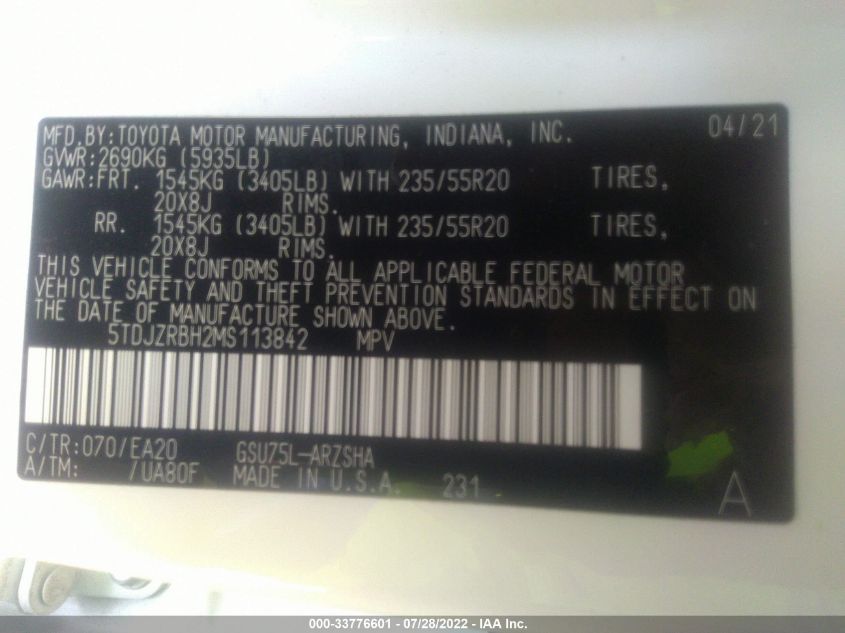 MFD.BY:TOYOTA MOTOR MANUFACTURING, INDIANA, INC. 04/21
GVWR:2690KG (5935LB)
GAWR:FRT. 1545KG (3405LB) WITH 235/55R20 TIRES,
20X8J RIMS.
RR. 1545KG (3405LB) WITH 235/55R20 TIRES,
20X8J RIMS.
THIS VEHICLE CONFORMS TO ALL APPLICABLE FEDERAL MOTOR
VEHICLE SAFETY AND THEFT PREVENTION STANDARDS IN EFFECT ON
THE DATE OF MANUFACTURE SHOWN ABOVE.
5TDJZRBH2MS113842 MPV
C/TR:070/EA20 GSU75L-ARZSHA
A/TM: /UA80F MADE IN U.S.A. 231
A
000-33776601 - 07/28/2022 - IAA Inc.